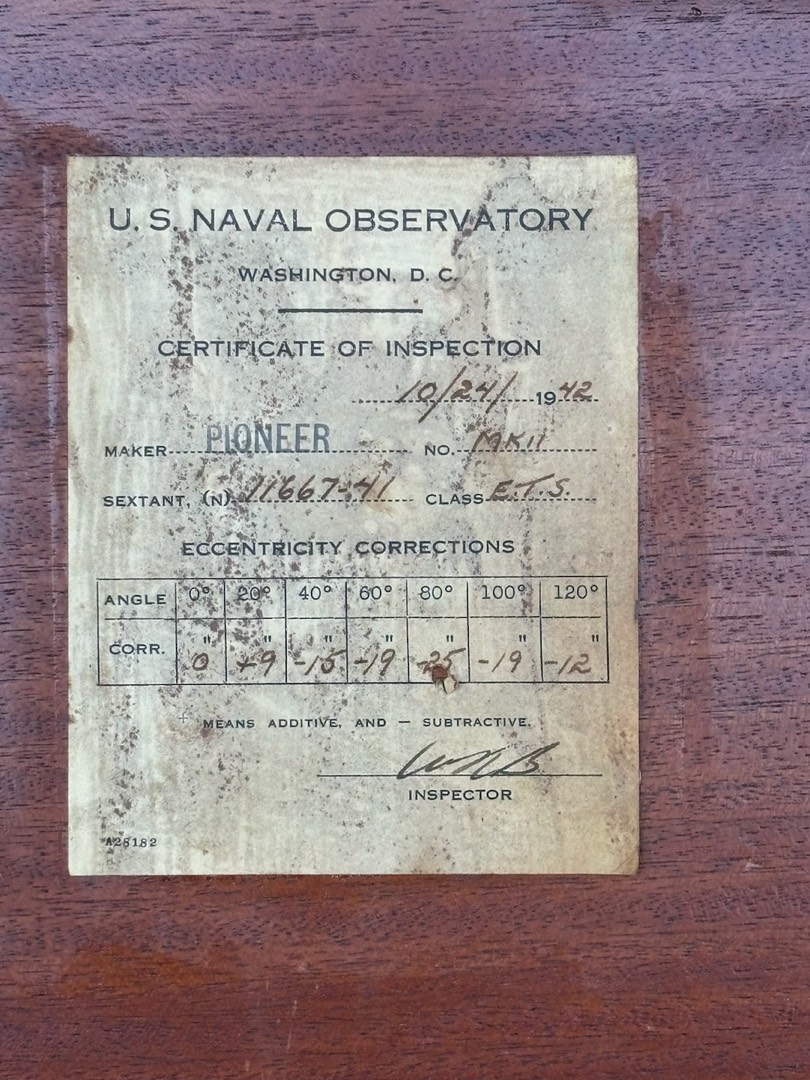 U. S. NAVAL OBSERVATORY
WASHINGTON, D. C.
CERTIFICATE OF INSPECTION
10/24/ 1942
MAKER PIONEER NO. MKII
SEXTANT, (N) 11667-41 CLASS E.T.S.
ECCENTRICITY CORRECTIONS
ANGLE 0° 20° 40° 60° 80° 100° 120°
" " " " " " "
CORR. 0 +9 -15 -19 -25 -19 -12
+ MEANS ADDITIVE, AND — SUBTRACTIVE.
INSPECTOR
A28182